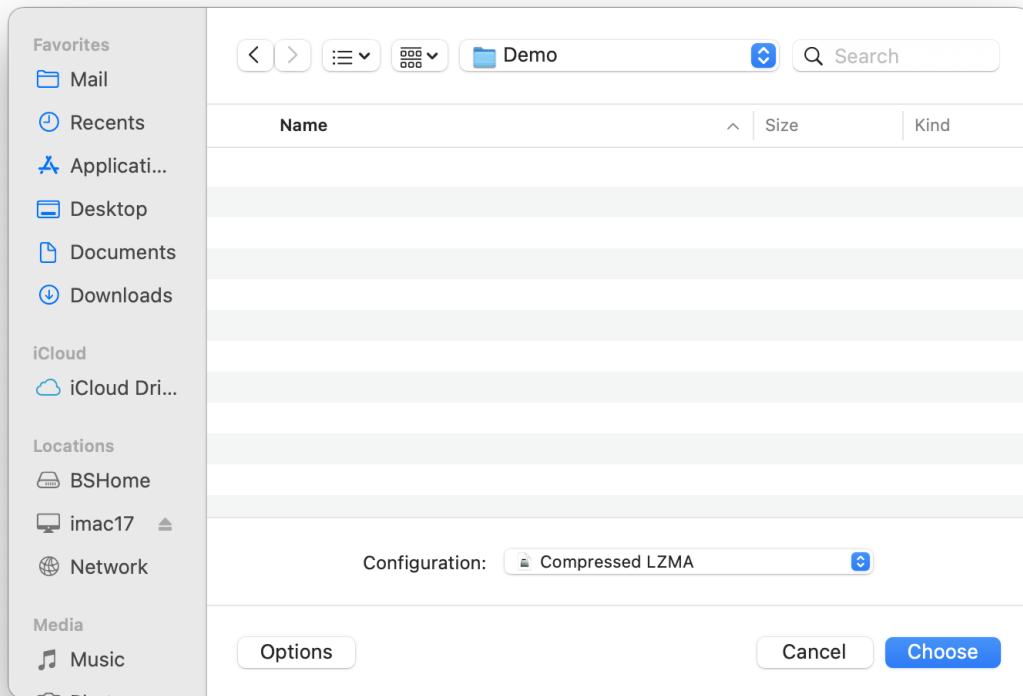 Favorites
Mail
Recents
Applicati...
Desktop
Documents
Downloads
iCloud
iCloud Dri...
Locations
BSHome
imac17
Network
Media
Music
Demo
Search
Name
Size
Kind
Configuration:
Compressed LZMA
Options
Cancel
Choose